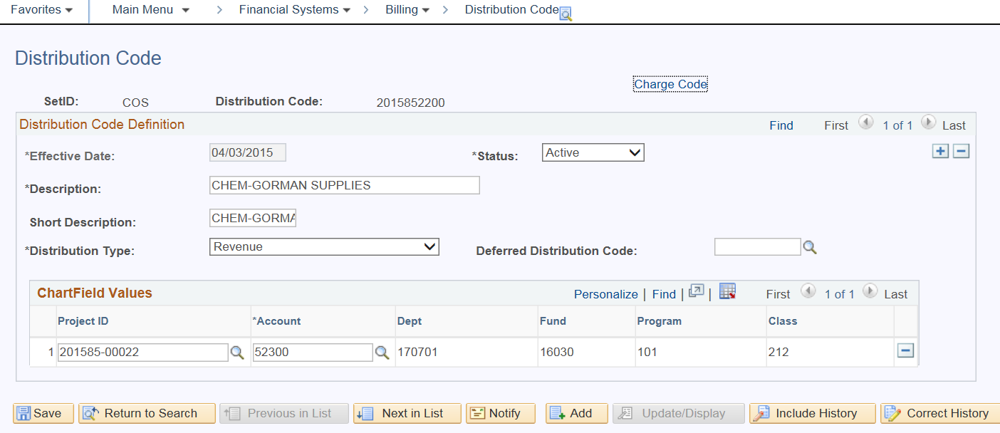 Favorites Main Menu > Financial Systems > Billing > Distribution Code
Distribution Code
Charge Code
SetID: COS Distribution Code: 2015852200
Distribution Code Definition Find First 1 of 1 Last
*Effective Date: 04/03/2015 *Status: Active
*Description: CHEM-GORMAN SUPPLIES
Short Description: CHEM-GORMA
*Distribution Type: Revenue Deferred Distribution Code:
ChartField Values Personalize | Find | | First 1 of 1 Last
Project ID *Account Dept Fund Program Class
1 201585-00022 52300 170701 16030 101 212
Save Return to Search Previous in List Next in List Notify Add Update/Display Include History Correct History